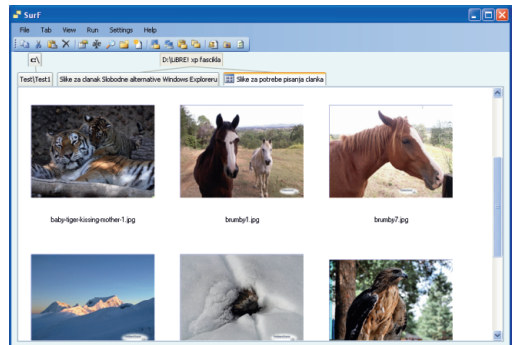 SurF
File Tab View Run Settings Help
c:\ D:\LIBRE! xp fascikla
Test\Test1 Slike za clanak Slobodne alternative Windows Exploreru Slike za potrebe pisanja clanka
baby-tiger-kissing-mother-1.jpg brumby1.jpg brumby7.jpg